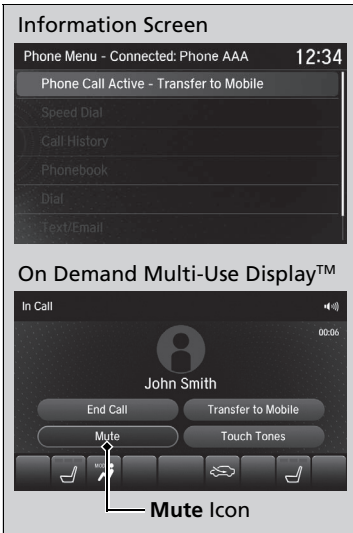 Information Screen
Phone Menu - Connected: Phone AAA 12:34
Phone Call Active - Transfer to Mobile
Speed Dial
Call History
Phonebook
Dial
Text/Email
On Demand Multi-Use Display™
In Call
00:06
John Smith
End Call Transfer to Mobile
Mute Touch Tones
MODE
Mute Icon